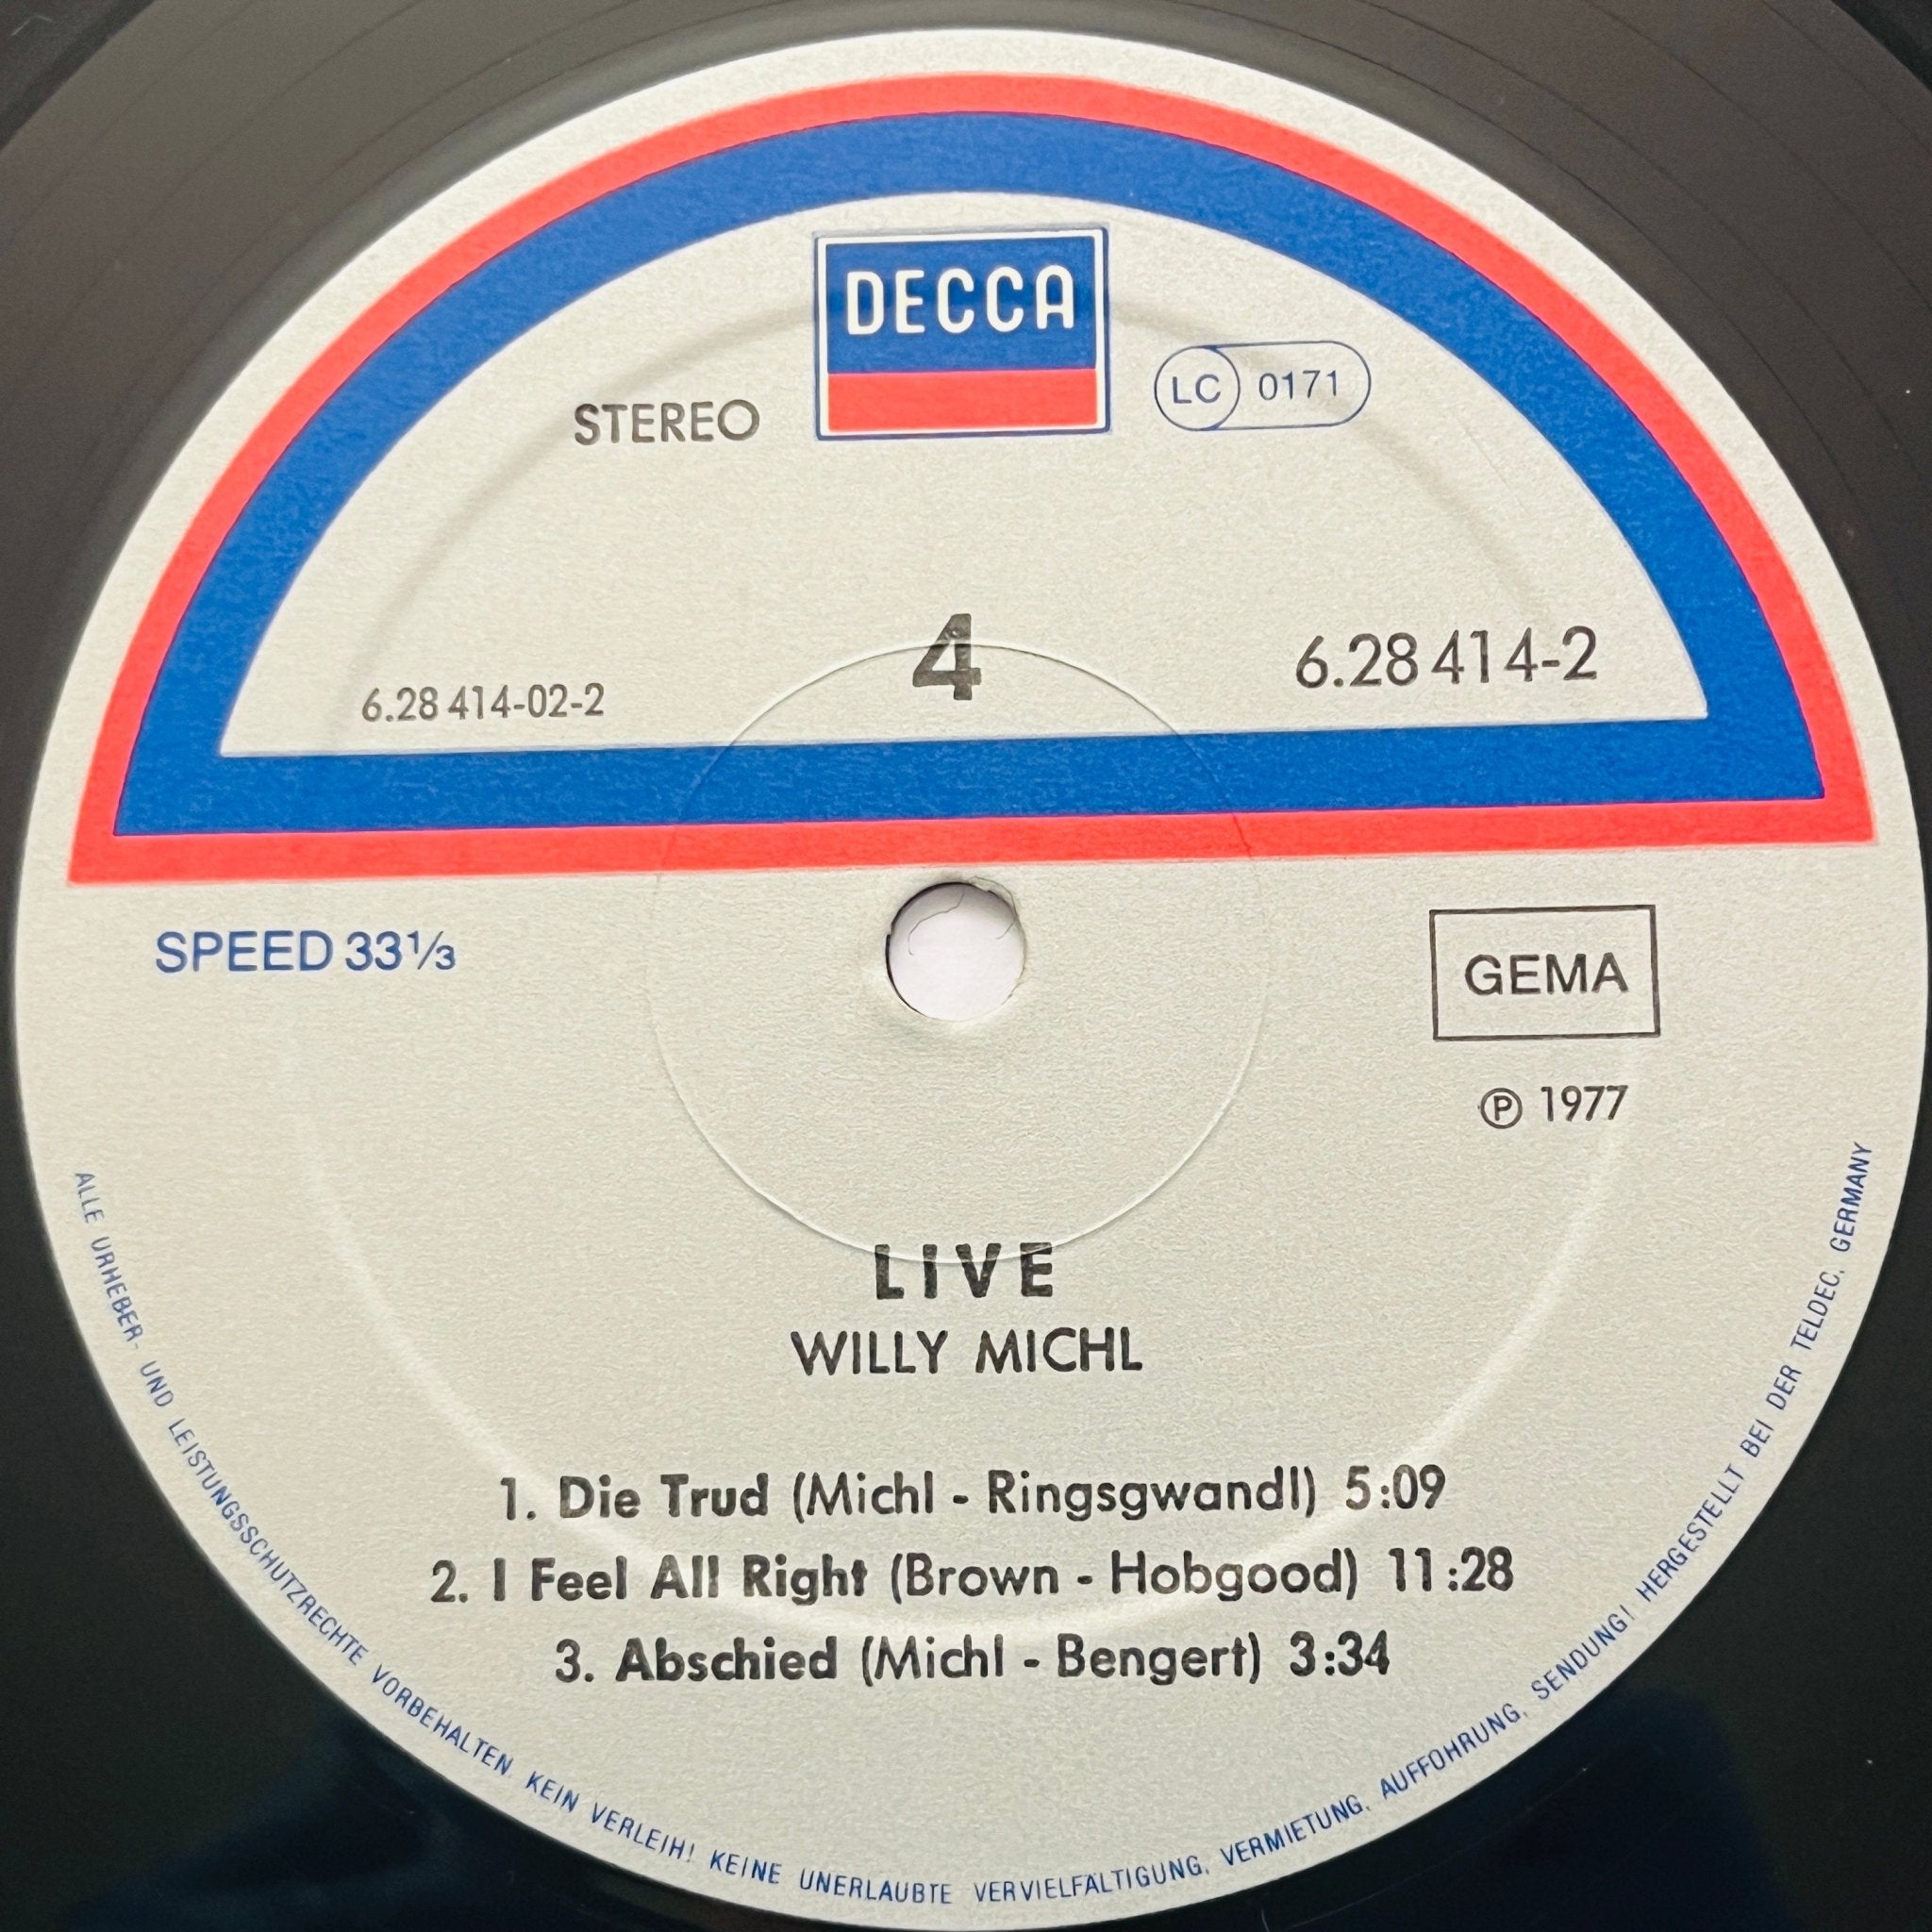 DECCA
STEREO
LC 0171
4
6.28 414-2
6.28 414-02-2
SPEED 33⅓
GEMA
℗ 1977
LIVE
WILLY MICHL
1. Die Trud (Michl - Ringsgwandl) 5:09
2. I Feel All Right (Brown - Hobgood) 11:28
3. Abschied (Michl - Bengert) 3:34
ALLE URHEBER- UND LEISTUNGSSCHUTZRECHTE VORBEHALTEN KEIN VERLEIH! KEINE UNERLAUBTE VERVIELFÄLTIGUNG, VERMIETUNG, AUFFÜHRUNG, SENDUNG! HERGESTELLT BEI DER TELDEC, GERMANY